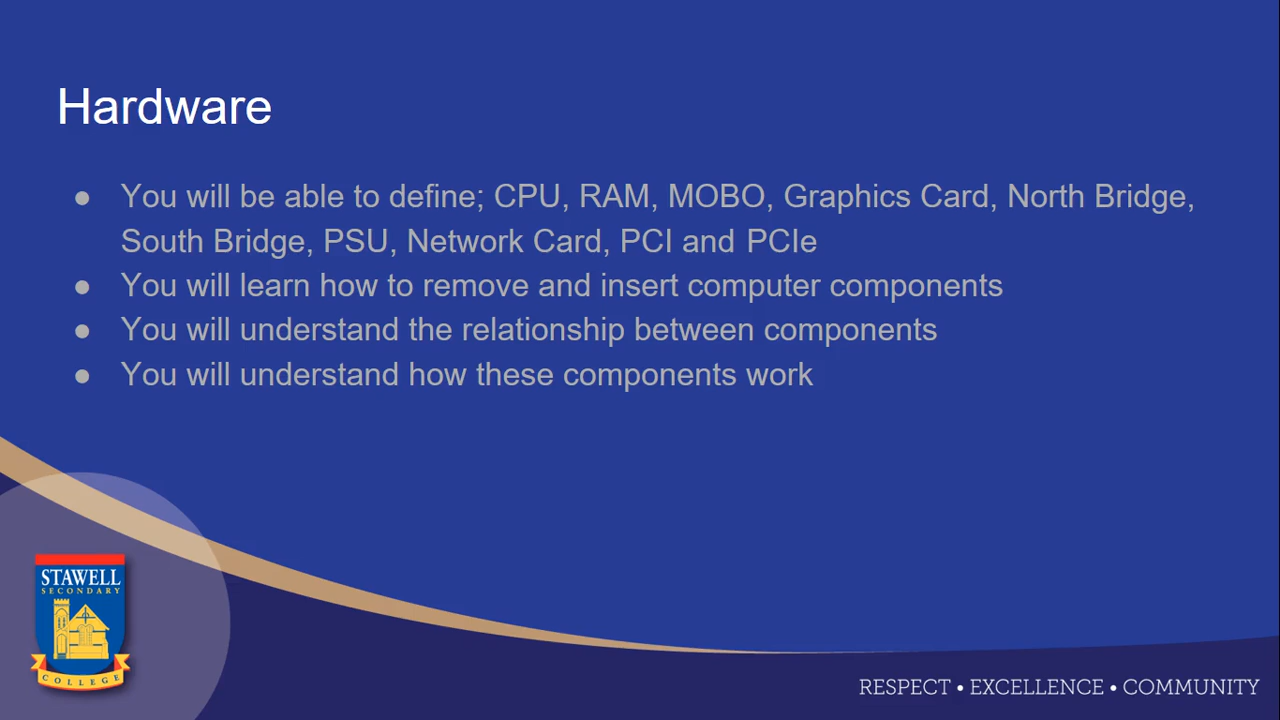 Hardware
● You will be able to define; CPU, RAM, MOBO, Graphics Card, North Bridge,
South Bridge, PSU, Network Card, PCI and PCIe
● You will learn how to remove and insert computer components
● You will understand the relationship between components
● You will understand how these components work
STAWELL
SECONDARY
COLLEGE
RESPECT • EXCELLENCE • COMMUNITY